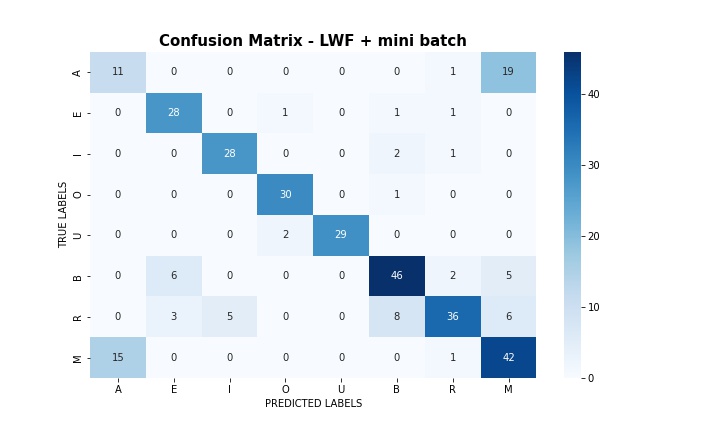 Confusion Matrix - LWF + mini batch
TRUE LABELS
A 11 0 0 0 0 0 1 19
E 0 28 0 1 0 1 1 0
I 0 0 28 0 0 2 1 0
O 0 0 0 30 0 1 0 0
U 0 0 0 2 29 0 0 0
B 0 6 0 0 0 46 2 5
R 0 3 5 0 0 8 36 6
M 15 0 0 0 0 0 1 42
A E I O U B R M
PREDICTED LABELS
40
30
20
10
0